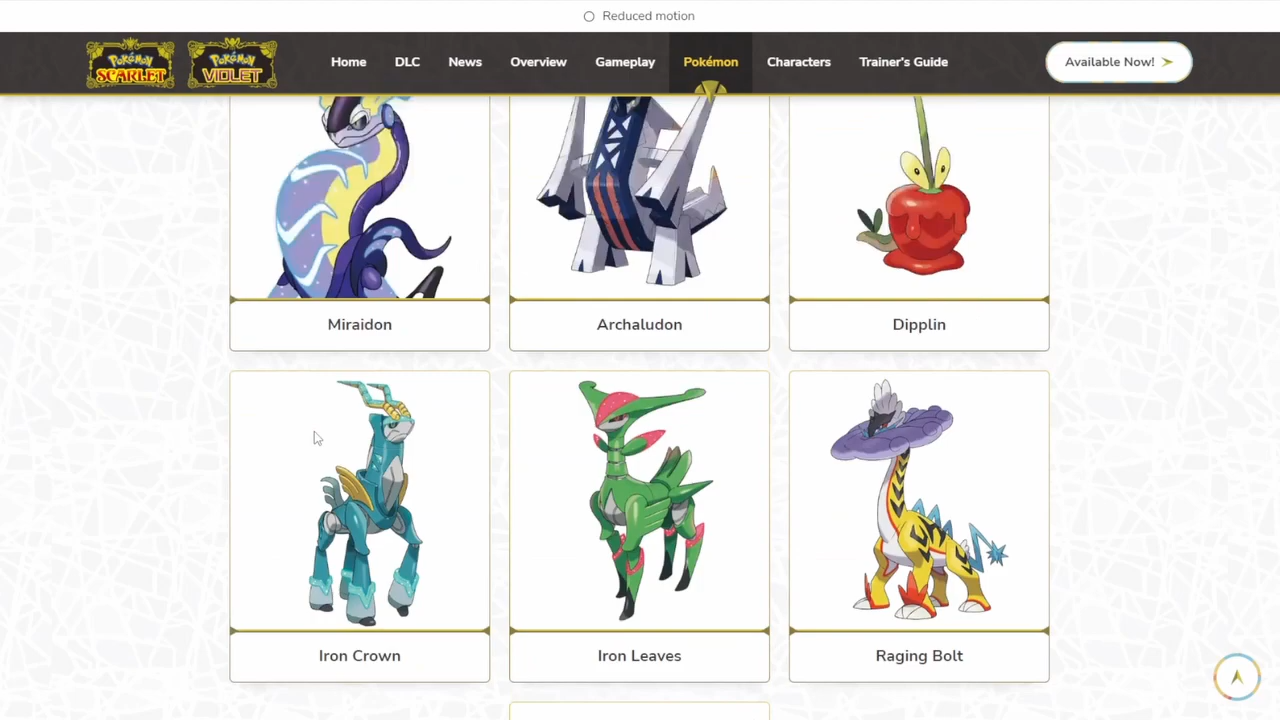 Reduced motion
POKÉMON SCARLET
POKÉMON VIOLET
Home
DLC
News
Overview
Gameplay
Pokémon
Characters
Trainer's Guide
Available Now!
Miraidon
Archaludon
Dipplin
Iron Crown
Iron Leaves
Raging Bolt